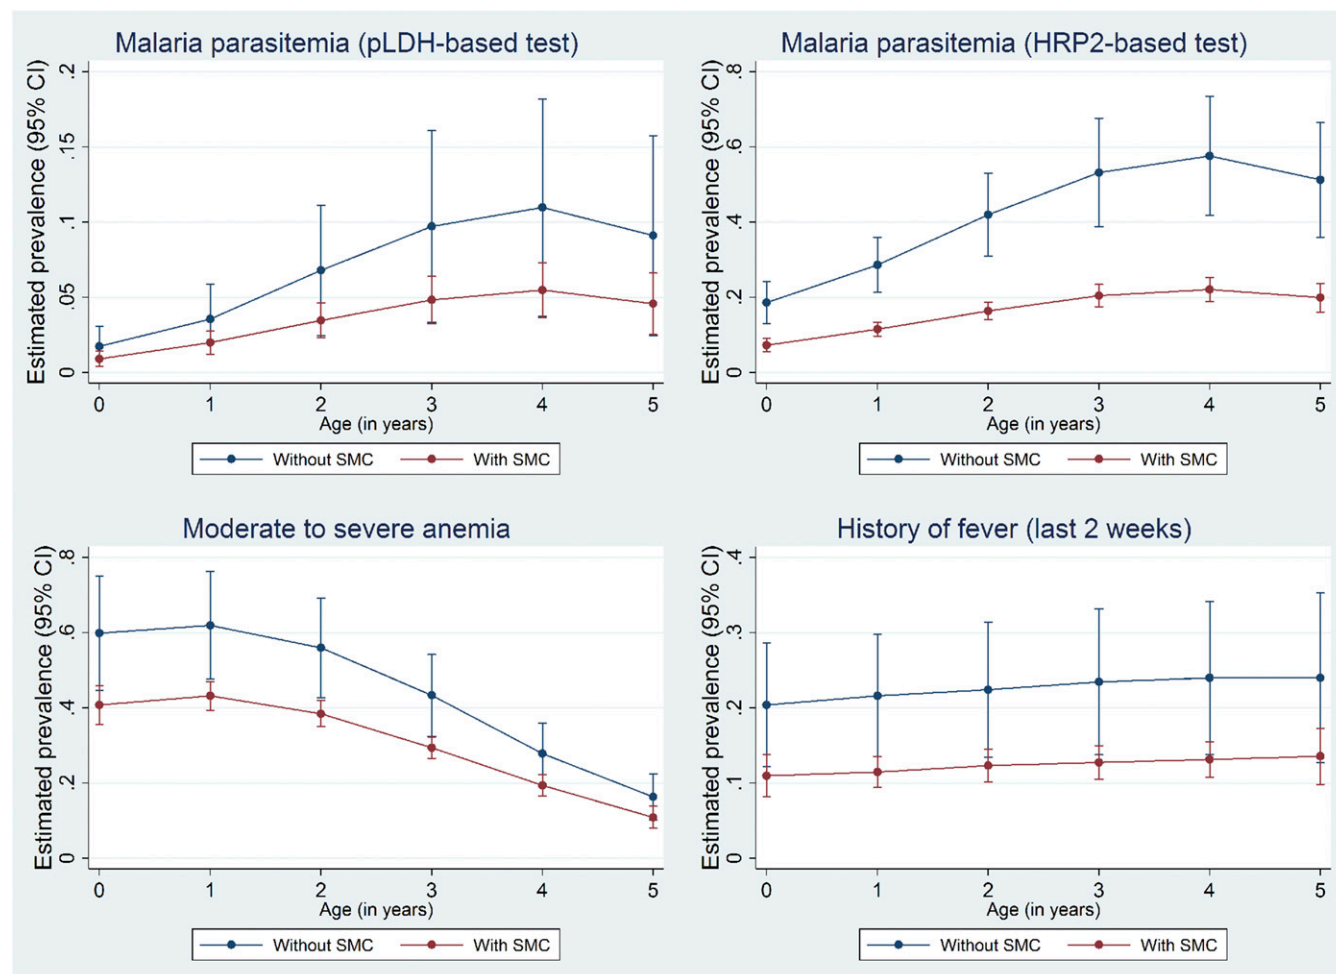 Malaria parasitemia (pLDH-based test)
Estimated prevalence (95% CI)
.2
.15
.1
.05
0
0 1 2 3 4 5
Age (in years)
Without SMC With SMC
Malaria parasitemia (HRP2-based test)
Estimated prevalence (95% CI)
.8
.6
.4
.2
0
0 1 2 3 4 5
Age (in years)
Without SMC With SMC
Moderate to severe anemia
Estimated prevalence (95% CI)
.8
.6
.4
.2
0
0 1 2 3 4 5
Age (in years)
Without SMC With SMC
History of fever (last 2 weeks)
Estimated prevalence (95% CI)
.4
.3
.2
.1
0
0 1 2 3 4 5
Age (in years)
Without SMC With SMC